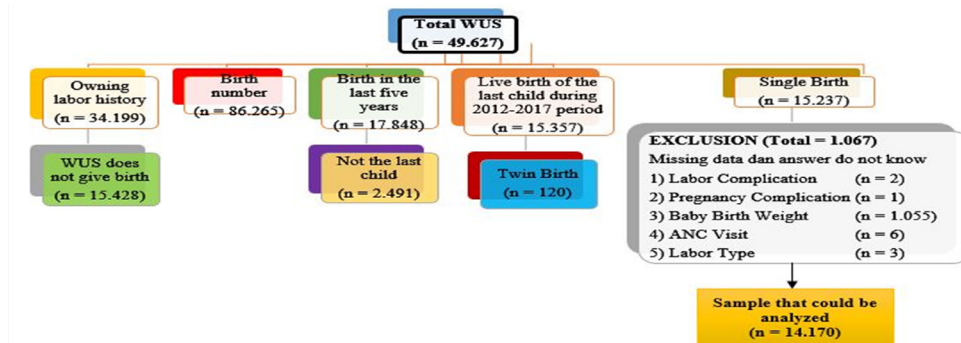 Total WUS
(n = 49.627)
Owning
labor history
(n = 34.199)
WUS does
not give birth
(n = 15.428)
Birth
number
(n = 86.265)
Birth in the
last five
years
(n = 17.848)
Not the last
child
(n = 2.491)
Live birth of the
last child during
2012-2017 period
(n = 15.357)
Twin Birth
(n = 120)
Single Birth
(n = 15.237)
EXCLUSION (Total = 1.067)
Missing data dan answer do not know
1) Labor Complication (n = 2)
2) Pregnancy Complication (n = 1)
3) Baby Birth Weight (n = 1.055)
4) ANC Visit (n = 6)
5) Labor Type (n = 3)
Sample that could be
analyzed
(n = 14.170)